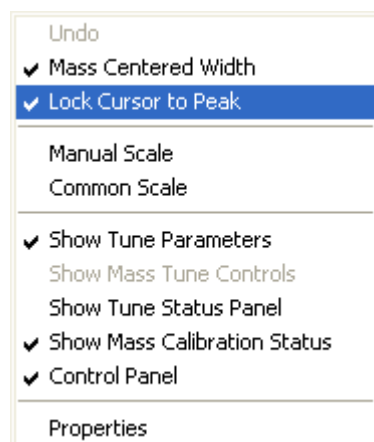 Undo
Mass Centered Width
Lock Cursor to Peak
Manual Scale
Common Scale
Show Tune Parameters
Show Mass Tune Controls
Show Tune Status Panel
Show Mass Calibration Status
Control Panel
Properties